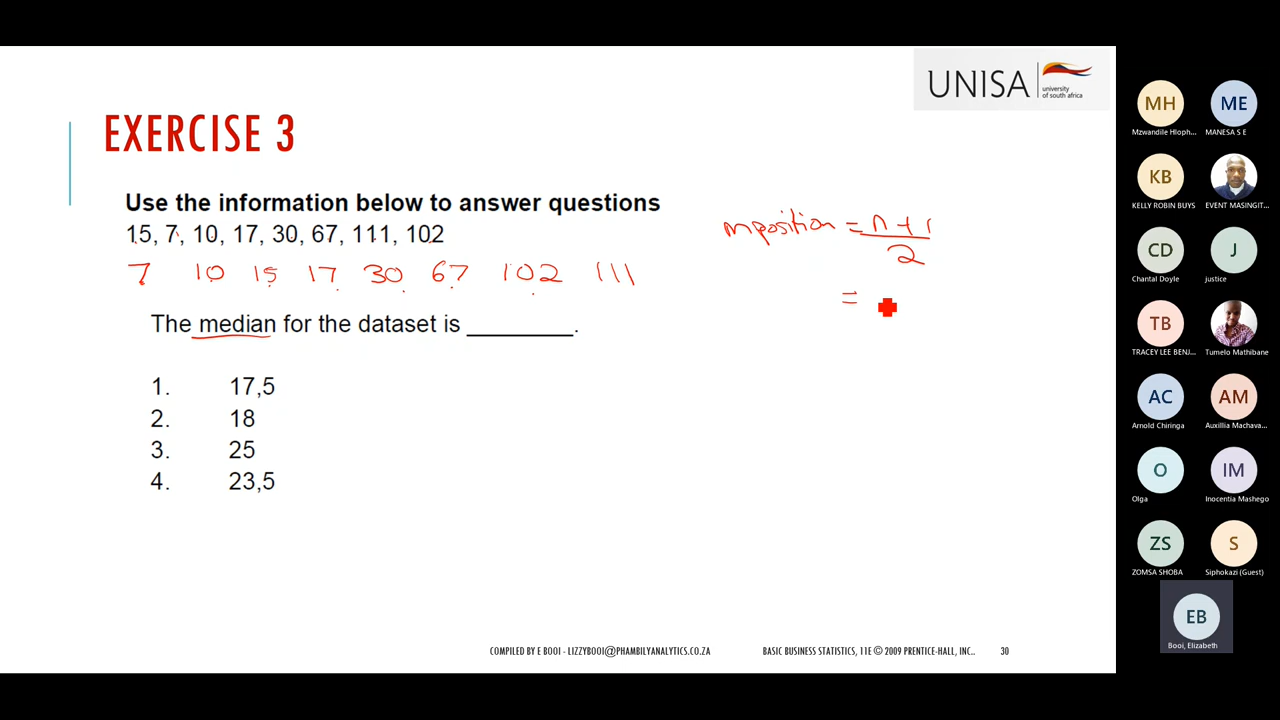 UNISA
university
of south africa
EXERCISE 3
Use the information below to answer questions
15, 7, 10, 17, 30, 67, 111, 102
7 10 15 17 30 67 102 111
The median for the dataset is ________.
1. 17,5
2. 18
3. 25
4. 23,5
mposition = n+1
2
=
COMPILED BY E BOOI - LIZZYBOOI@PHAMBILYANALYTICS.CO.ZA BASIC BUSINESS STATISTICS, 11E © 2009 PRENTICE-HALL, INC.. 30
MH ME
Mzwandile Hloph... MANESA S E
KB
KELLY ROBIN BUYS EVENT MASINGIT...
CD J
Chantal Doyle justice
TB
TRACEY LEE BENJ... Tumelo Mathibane
AC AM
Arnold Chiringa Auxillia Machava...
O IM
Olga Inocentia Mashego
ZS S
ZOMSA SHOBA Siphokazi (Guest)
EB
Booi, Elizabeth